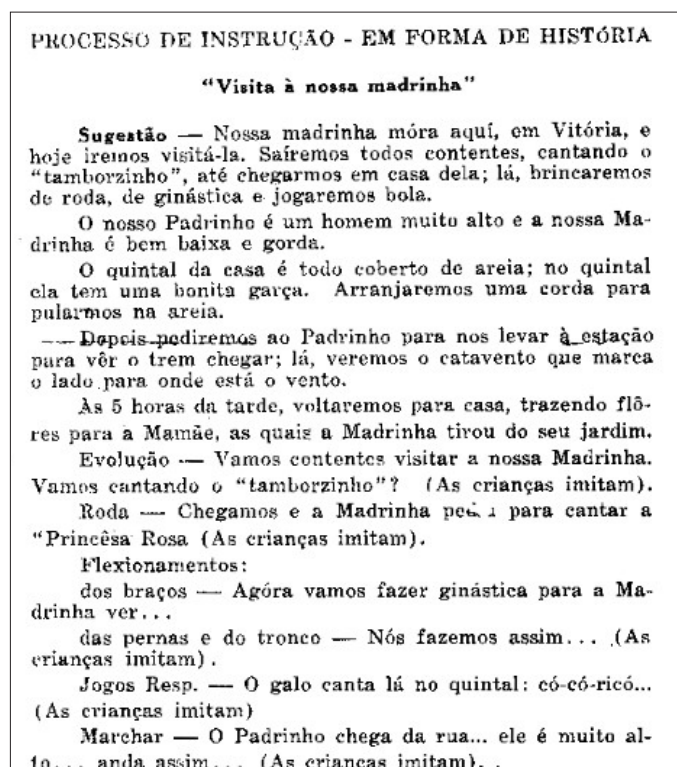 PROCESSO DE INSTRUÇÃO - EM FORMA DE HISTÓRIA
"Visita à nossa madrinha"
Sugestão — Nossa madrinha móra aquí, em Vitória, e
hoje iremos visitá-la. Saíremos todos contentes, cantando o
"tamborzinho", até chegarmos em casa dela; lá, brincaremos
de roda, de ginástica e jogaremos bola.
O nosso Padrinho é um homem muito alto e a nossa Ma-
drinha é bem baixa e gorda.
O quintal da casa é todo coberto de areia; no quintal
ela tem uma bonita garça. Arranjaremos uma corda para
pularmos na areia.
— Depois pediremos ao Padrinho para nos levar à estação
para vêr o trem chegar; lá, veremos o catavento que marca
o lado para onde está o vento.
Às 5 horas da tarde, voltaremos para casa, trazendo flô-
res para a Mamãe, as quais a Madrinha tirou do seu jardim.
Evolução — Vamos contentes visitar a nossa Madrinha.
Vamos cantando o "tamborzinho"? (As crianças imitam).
Roda — Chegamos e a Madrinha para cantar a
"Princêsa Rosa (As crianças imitam).
Flexionamentos:
dos braços — Agóra vamos fazer ginástica para a Ma-
drinha ver...
das pernas e do tronco — Nós fazemos assim... (As
crianças imitam).
Jogos Resp. — O galo canta lá no quintal: có-có-ricó...
(As crianças imitam)
Marchar — O Padrinho chega da rua... ele é muito al-
to... anda assim... (As crianças imitam)..